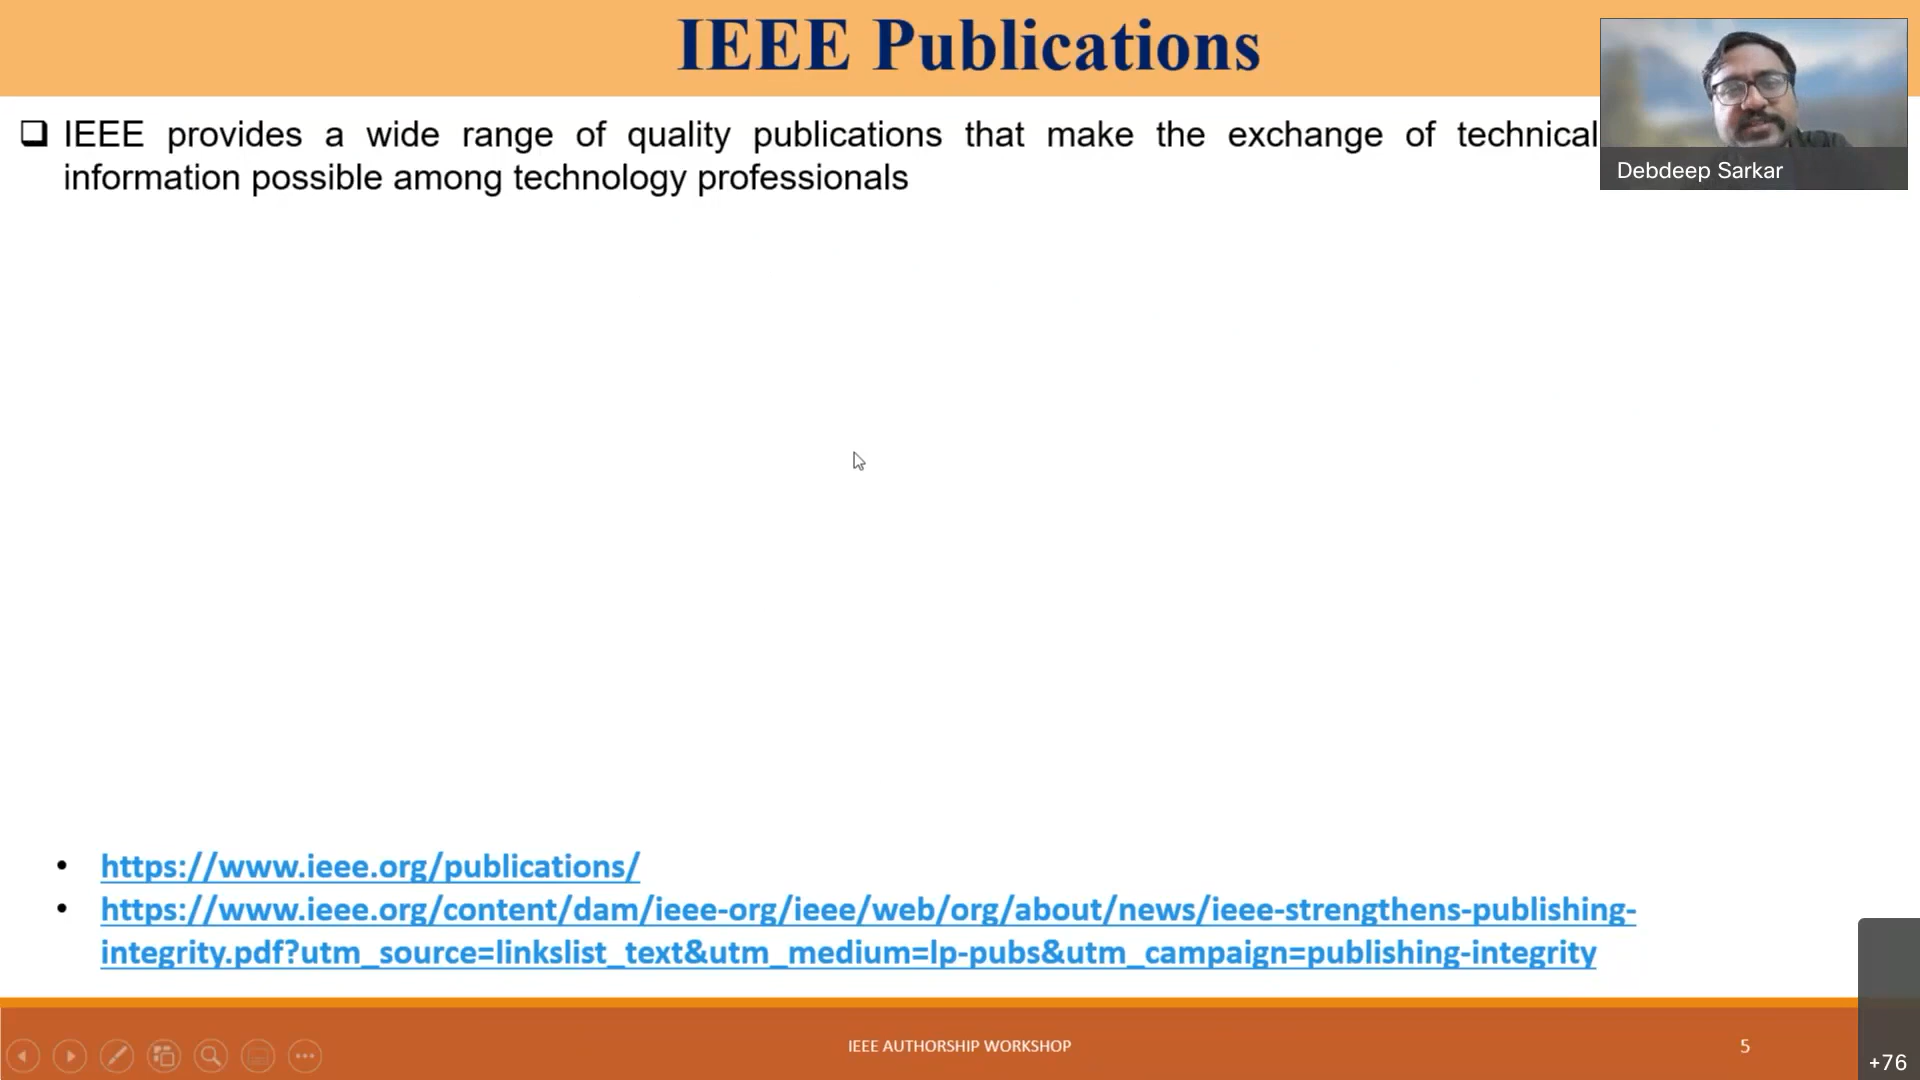 IEEE Publications
IEEE provides a wide range of quality publications that make the exchange of technical
information possible among technology professionals
Debdeep Sarkar
• https://www.ieee.org/publications/
• https://www.ieee.org/content/dam/ieee-org/ieee/web/org/about/news/ieee-strengthens-publishing-
integrity.pdf?utm_source=linkslist_text&utm_medium=lp-pubs&utm_campaign=publishing-integrity
IEEE AUTHORSHIP WORKSHOP
5
+76